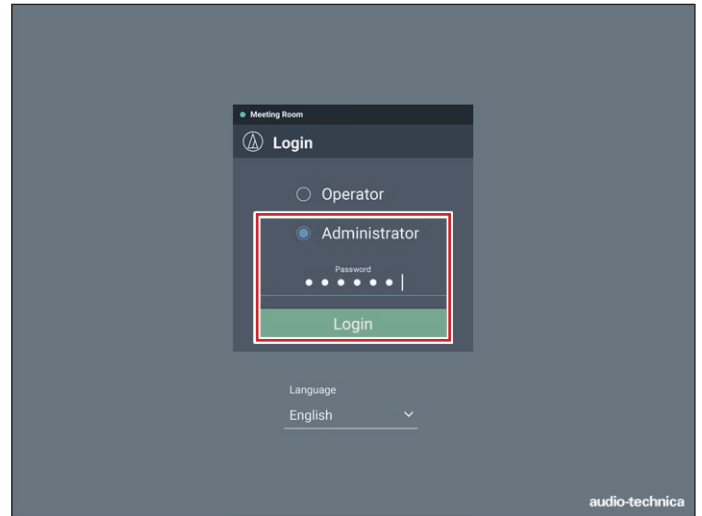 Meeting Room
Login
Operator
Administrator
Password
Login
Language
English
audio-technica